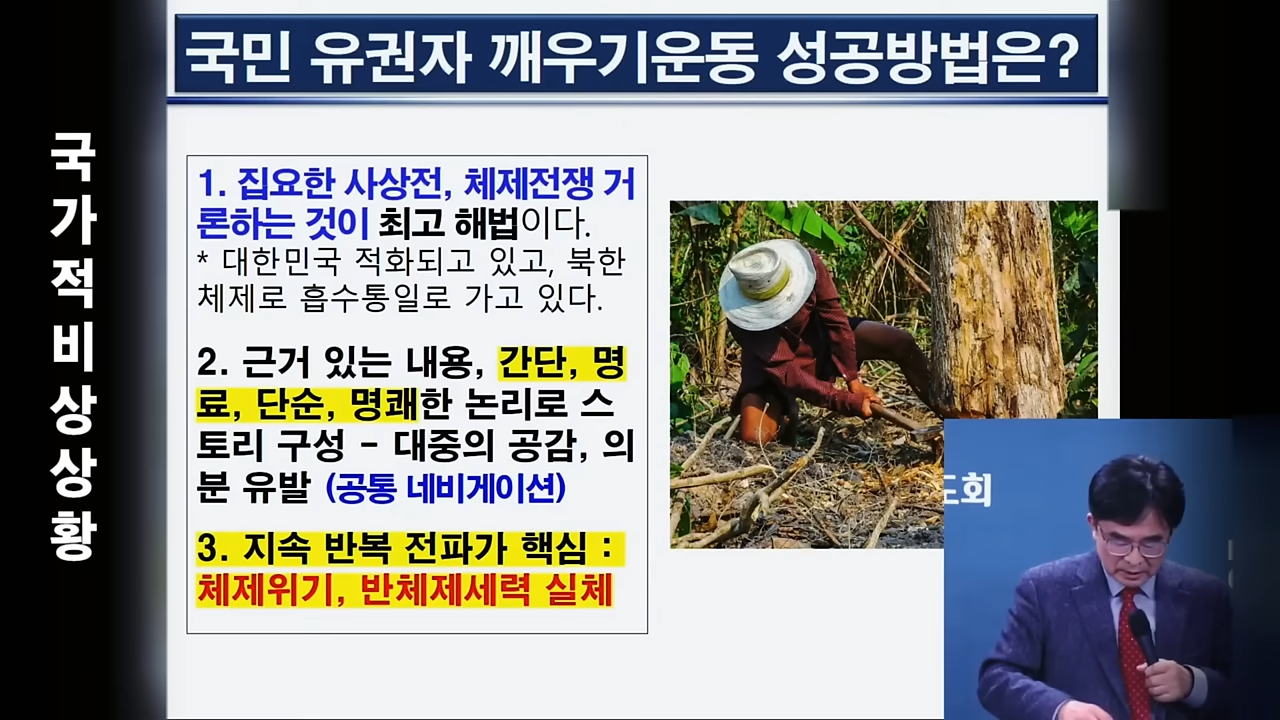 국민 유권자 깨우기운동 성공방법은?
국가적비상상황
1. 집요한 사상전, 체제전쟁 거
론하는 것이 최고 해법이다.
* 대한민국 적화되고 있고, 북한
체제로 흡수통일로 가고 있다.
2. 근거 있는 내용, 간단, 명
료, 단순, 명쾌한 논리로 스
토리 구성 - 대중의 공감, 의
분 유발 (공통 네비게이션)
3. 지속 반복 전파가 핵심 :
체제위기, 반체제세력 실체
도회